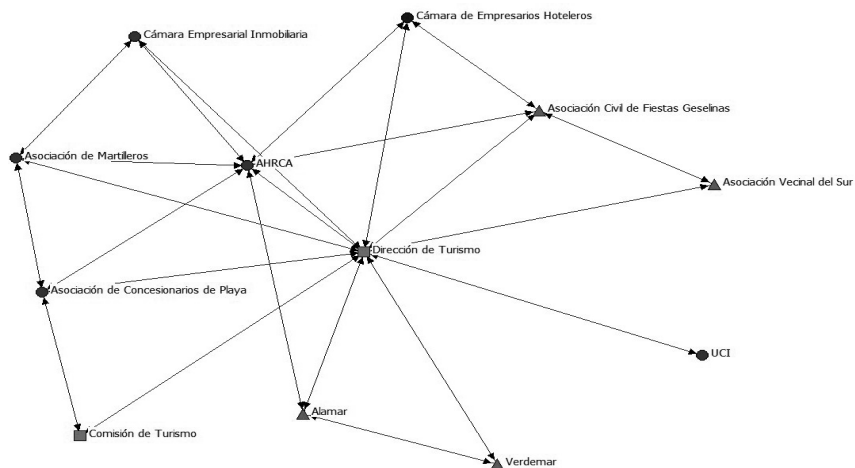 Cámara de Empresarios Hoteleros
Cámara Empresarial Inmobiliaria
Asociación Civil de Fiestas Geselinas
Asociación de Martilleros
AHRCA
Asociación Vecinal del Sur
Dirección de Turismo
Asociación de Concesionarios de Playa
UCI
Alamar
Comisión de Turismo
Verdemar